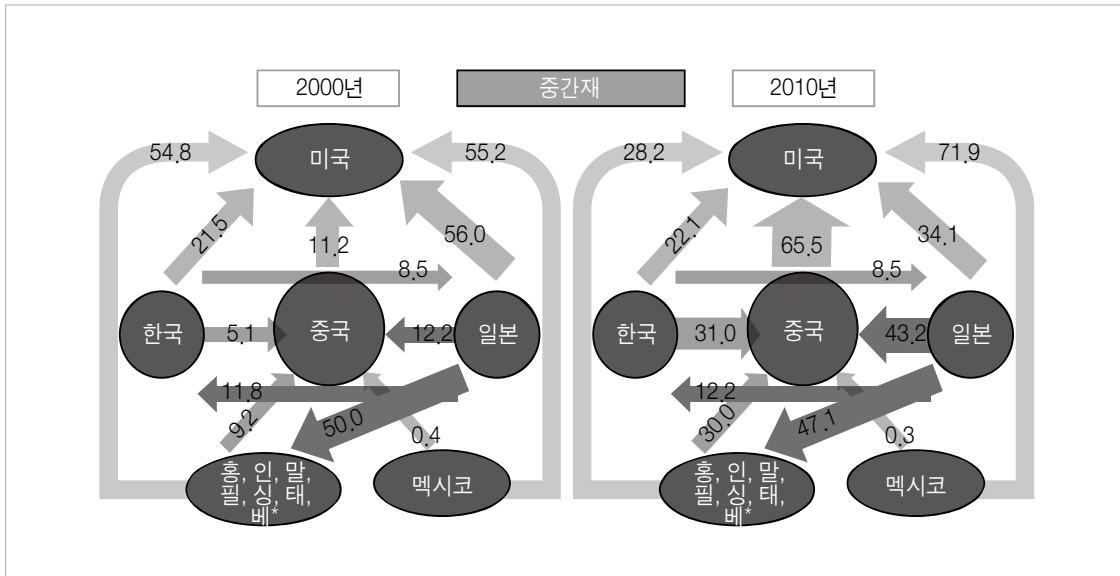 2000년
중간재
2010년
54.8
미국
55.2
21.5
11.2
56.0
8.5
한국
5.1
중국
12.2
일본
11.8
9.2
50.0
0.4
홍, 인, 말,
필, 싱, 태,
베*
멕시코
28.2
미국
71.9
22.1
65.5
34.1
8.5
한국
31.0
중국
43.2
일본
12.2
30.0
47.1
0.3
홍, 인, 말,
필, 싱, 태,
베*
멕시코